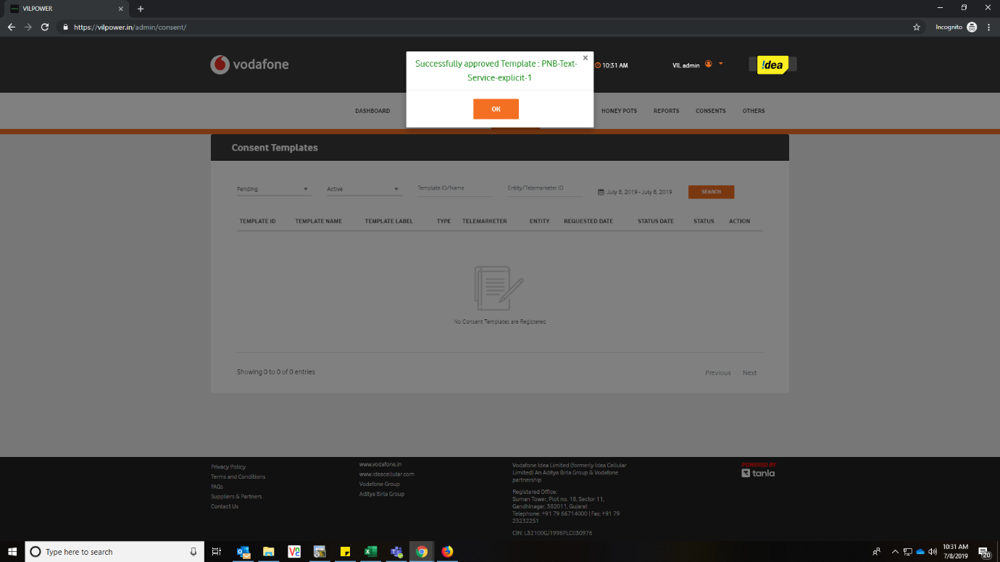 VILPOWER
https://vilpower.in/admin/consent/
Incognito
vodafone
Successfully approved Template : PNB-Text-
Service-explicit-1
OK
10:31 AM
VIL admin
!dea
DASHBOARD
HONEY POTS
REPORTS
CONSENTS
OTHERS
Consent Templates
Pending
Active
Template ID/Name
Entity/Telemarketer ID
July 8, 2019 - July 8, 2019
SEARCH
TEMPLATE ID
TEMPLATE NAME
TEMPLATE LABEL
TYPE
TELEMARKETER
ENTITY
REQUESTED DATE
STATUS DATE
STATUS
ACTION
No Consent Templates are Registered
Showing 0 to 0 of 0 entries
Previous
Next
Privacy Policy
Terms and Conditions
FAQs
Suppliers & Partners
Contact Us
www.vodafone.in
www.ideacellular.com
Vodafone Group
Aditya Birla Group
Vodafone Idea Limited (formerly Idea Cellular
Limited) An Aditya Birla Group & Vodafone
partnership
Registered Office:
Suman Tower, Plot no. 18, Sector 11,
Gandhinagar, 382011, Gujarat
Telephone: +91 79 66714000 | Fax: +91 79
23232251
CIN: L32100GJ1996PLC030976
POWERED BY
tanla
Type here to search
10:31 AM
7/8/2019
20